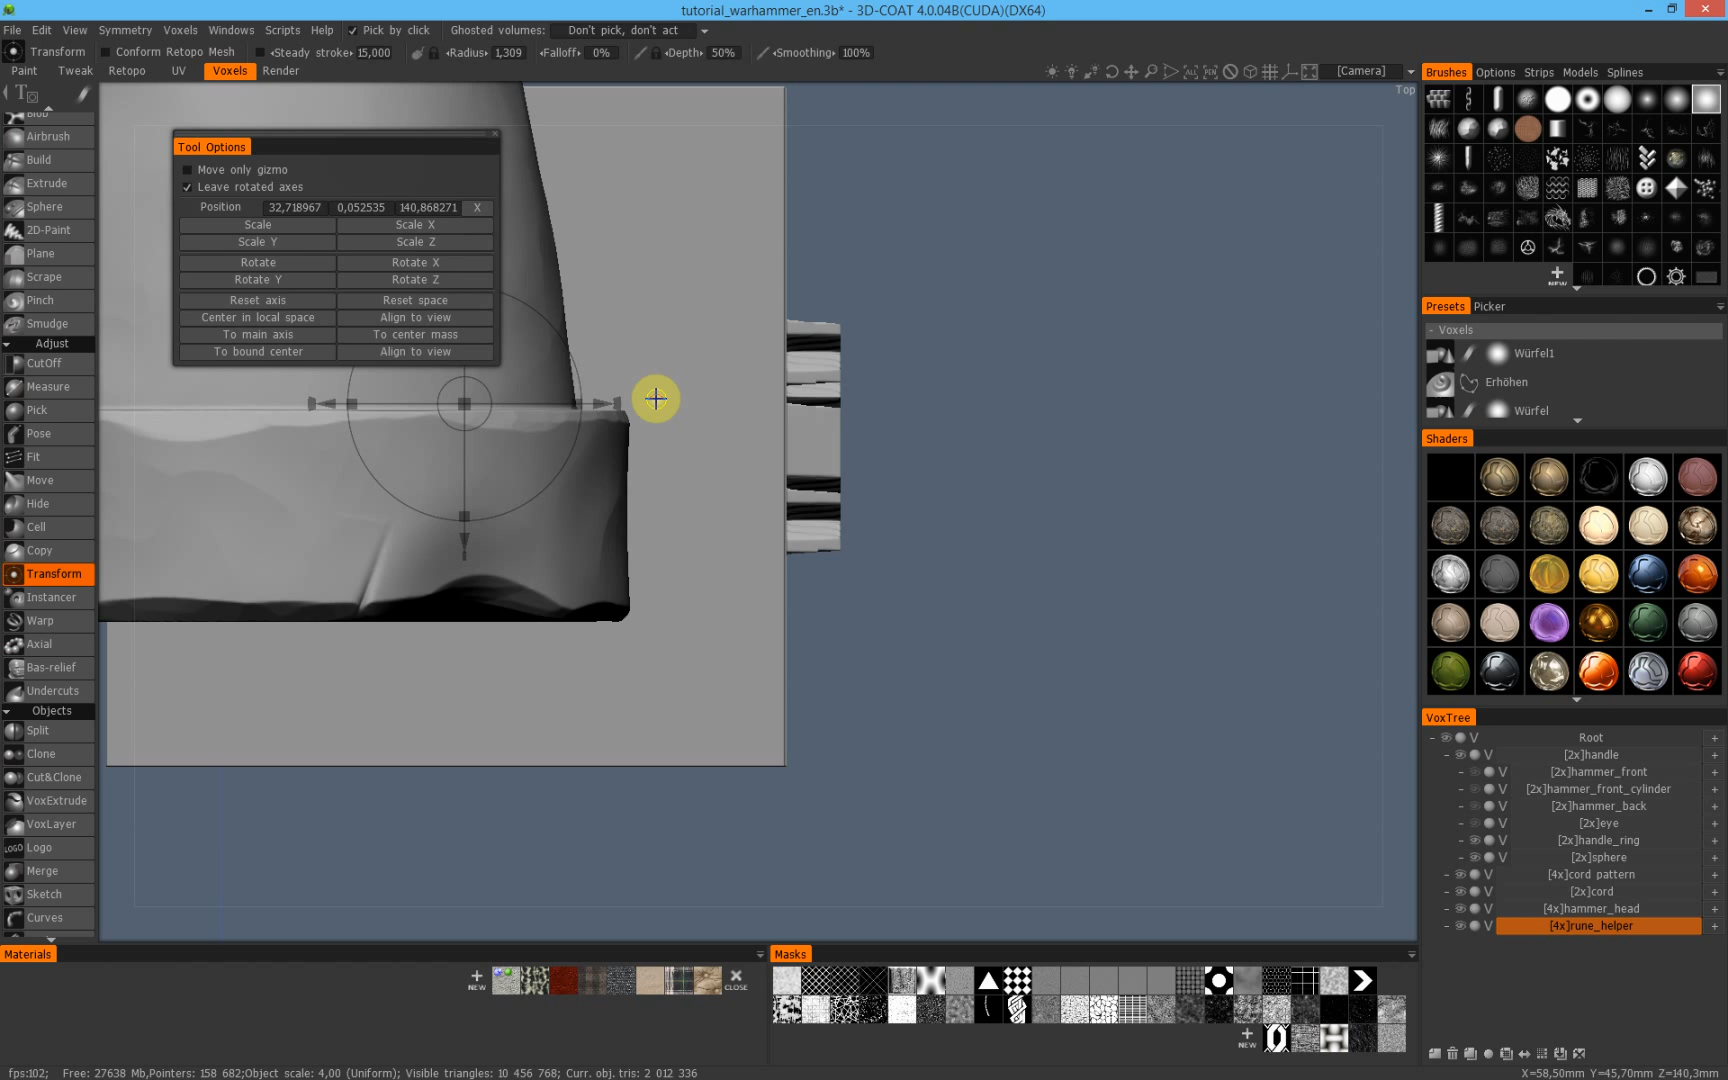 tutorial_warhammer_en.3b* - 3D-COAT 4.0.04B(CUDA)(DX64)
File Edit View Symmetry Voxels Windows Scripts Help Pick by click Ghosted volumes: Don't pick, don't act
Transform Conform Retopo Mesh Steady stroke 15,000 Radius: 1,309 Falloff: 0% Depth: 50% Smoothing: 100%
Paint Tweak Retopo UV Voxels Render [Camera]
Top
Blob
Airbrush
Build
Extrude
Sphere
2D-Paint
Plane
Scrape
Pinch
Smudge
Adjust
CutOff
Measure
Pick
Pose
Fit
Move
Hide
Cell
Copy
Transform
Instancer
Warp
Axial
Bas-relief
Undercuts
Objects
Split
Clone
Cut&Clone
VoxExtrude
VoxLayer
LOGO Logo
Merge
Sketch
Curves
Tool Options
Move only gizmo
Leave rotated axes
Position 32,718967 0,052535 140,868271 X
Scale Scale X
Scale Y Scale Z
Rotate Rotate X
Rotate Y Rotate Z
Reset axis Reset space
Center in local space Align to view
To main axis To center mass
To bound center Align to view
Brushes Options Strips Models Splines
NEW
Presets Picker
- Voxels
Würfel1
Erhöhen
Würfel
Shaders
VoxTree
Root +
[2x]handle +
[2x]hammer_front +
[2x]hammer_front_cylinder +
[2x]hammer_back +
[2x]eye +
[2x]handle_ring +
[2x]sphere +
[4x]cord pattern +
[2x]cord +
[4x]hammer_head +
[4x]rune_helper +
Materials
NEW CLOSE
Masks
NEW
fps:102; Free: 27638 Mb,Pointers: 158 682;Object scale: 4,00 (Uniform); Visible triangles: 10 456 768; Curr. obj. tris: 2 012 336
X=58,50mm Y=45,70mm Z=140,3mm